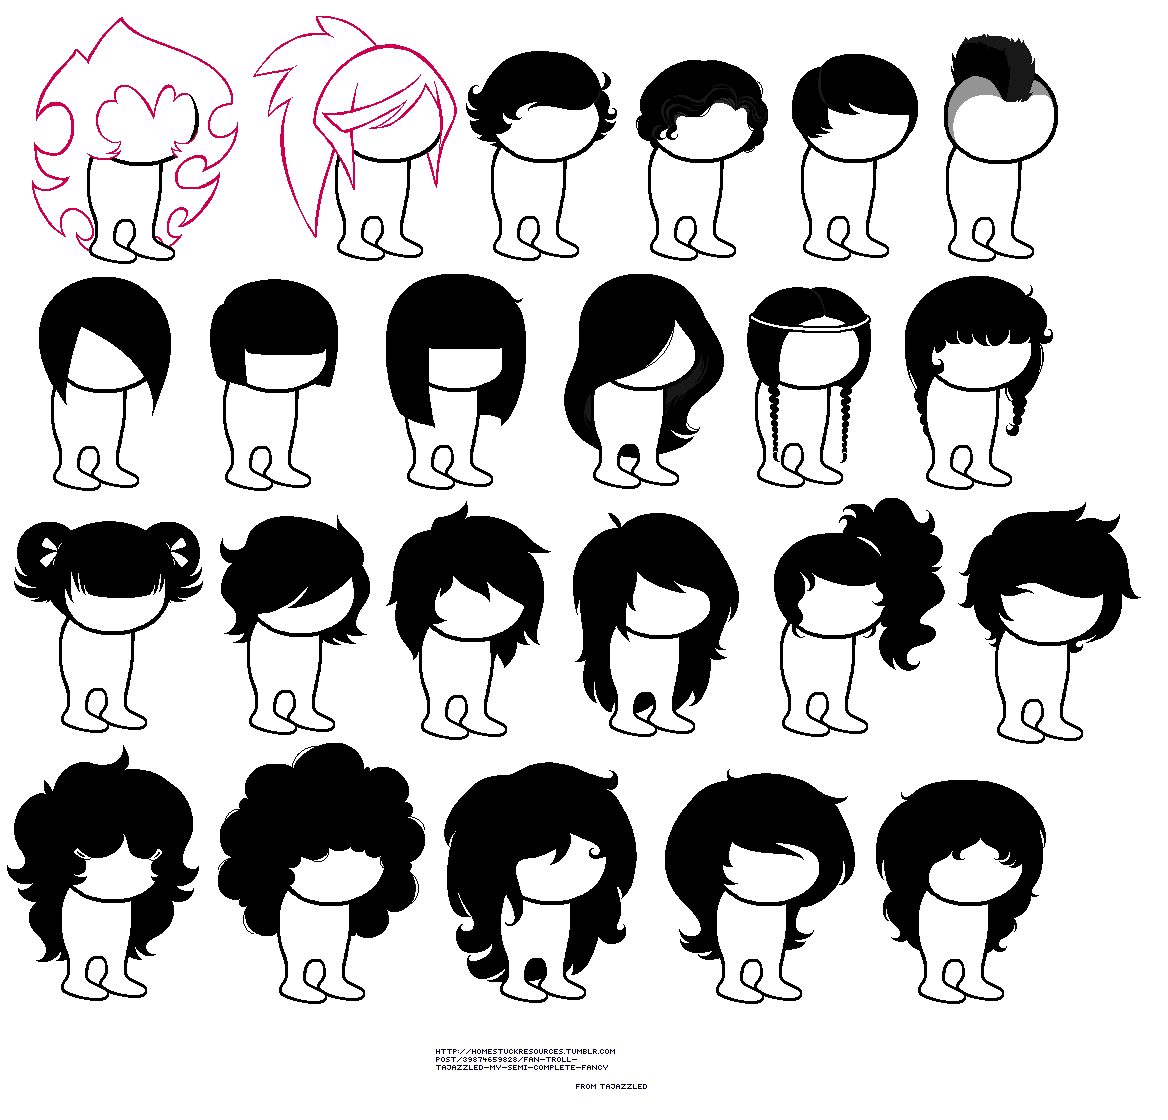 HTTP://HOMESTUCKRESOURCES.TUMBLR.COM
POST/39874659828/FAN-TROLL-
TAJAZZLED-MY-SEMI-COMPLETE-FANCY
FROM TAJAZZLED